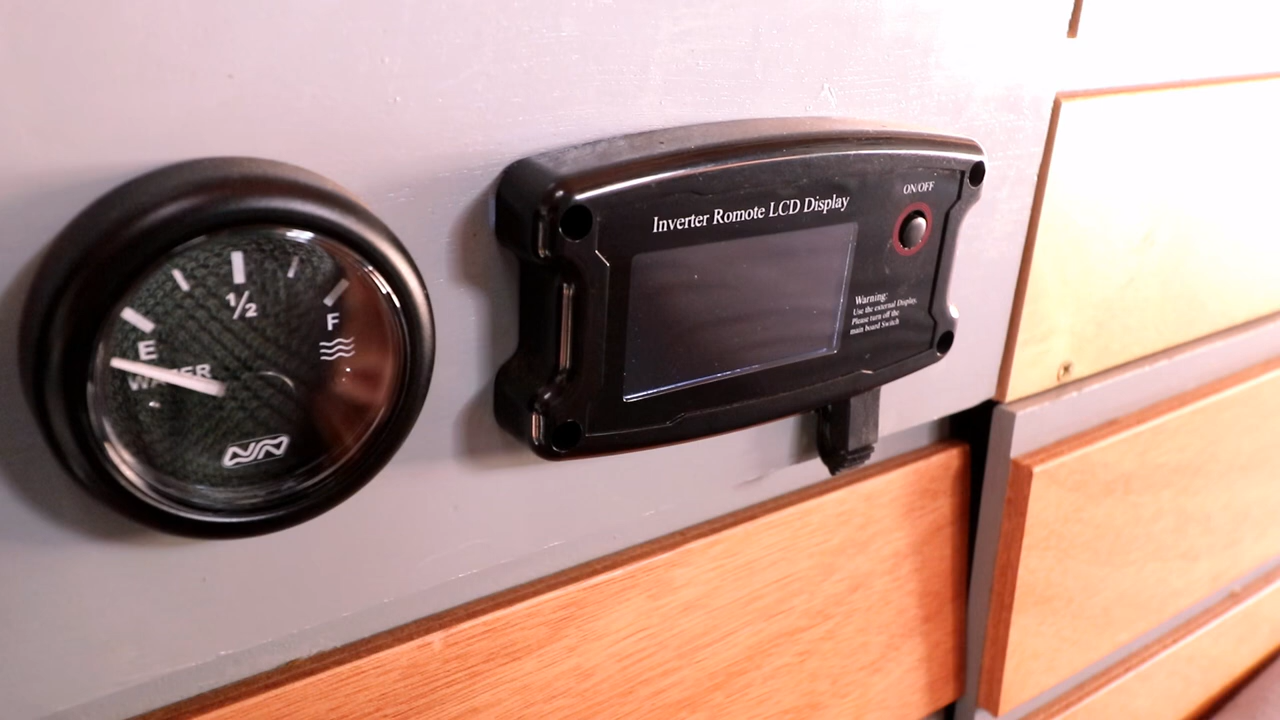 ½
E
F
WATER
Inverter Romote LCD Display
ON/OFF
Warning:
Use the external Display,
Please turn off the
main board Switch